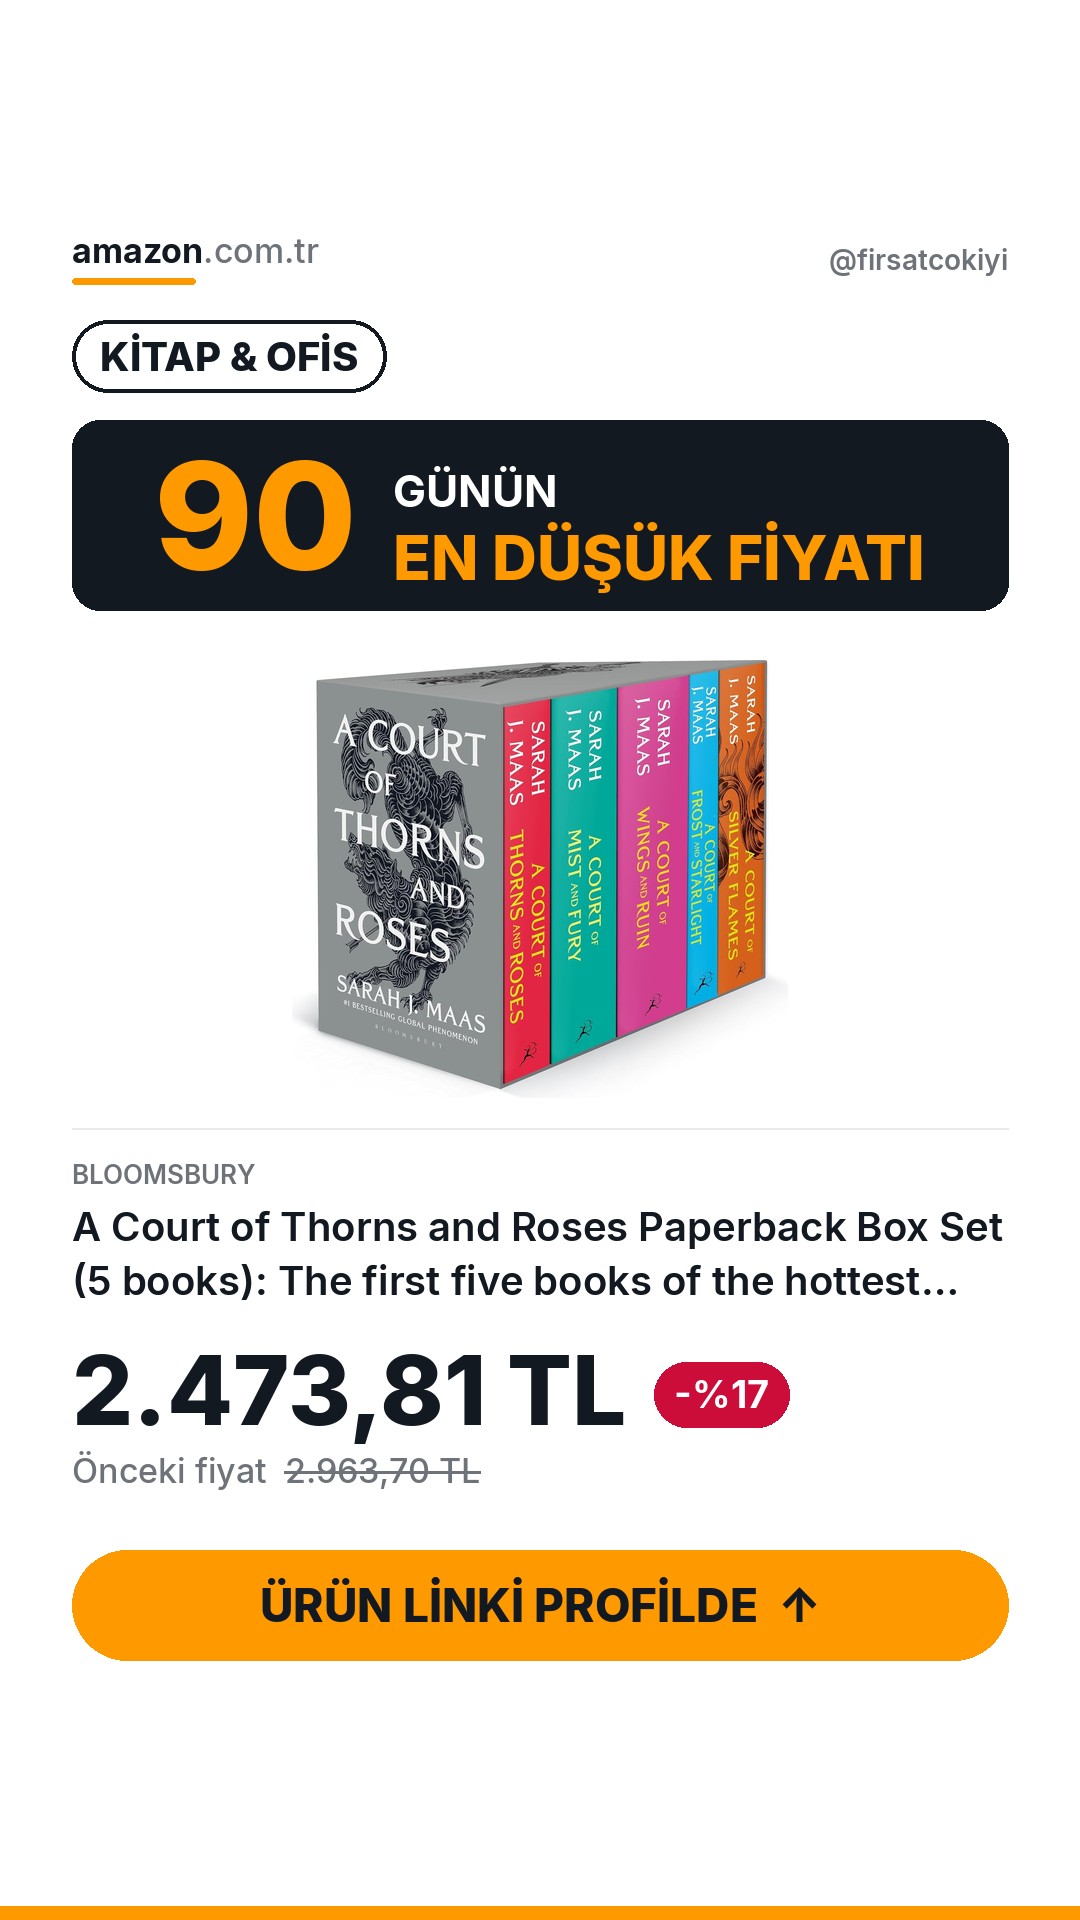 amazon.com.tr
@firsatcokiyi
KİTAP & OFİS
90
GÜNÜN
EN DÜŞÜK FİYATI
A COURT
OF
THORNS
AND
ROSES
SARAH J. MAAS
#1 BESTSELLING GLOBAL PHENOMENON
BLOOMSBURY
SARAH
J. MAAS
A COURT OF
THORNS AND ROSES
SARAH
J. MAAS
A COURT OF
MIST AND FURY
SARAH
J. MAAS
A COURT OF
WINGS AND RUIN
SARAH
J. MAAS
A COURT OF
FROST AND STARLIGHT
SARAH
J. MAAS
A COURT OF
SILVER FLAMES
BLOOMSBURY
A Court of Thorns and Roses Paperback Box Set
(5 books): The first five books of the hottest...
2.473,81 TL
-%17
Önceki fiyat 2.963,70 TL
ÜRÜN LİNKİ PROFİLDE ↑